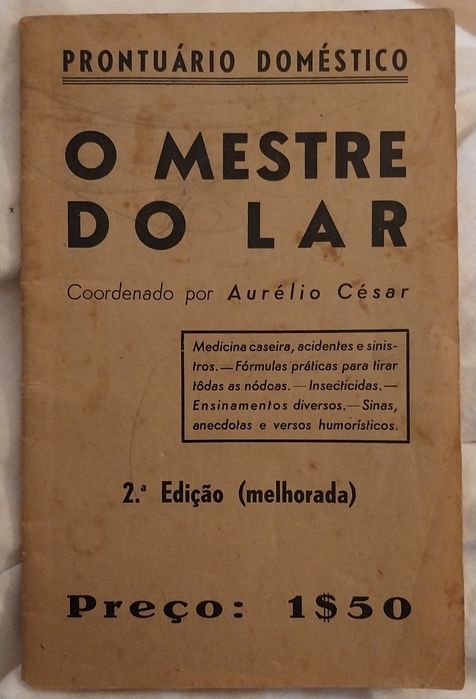 PRONTUÁRIO DOMÉSTICO
O MESTRE
DO LAR
Coordenado por Aurélio César
Medicina caseira, acidentes e sinis-
tros. — Fórmulas práticas para tirar
tôdas as nódoas. — Insecticidas. —
Ensinamentos diversos. — Sinas,
anecdotas e versos humorísticos.
2.ª Edição (melhorada)
Preço: 1$50